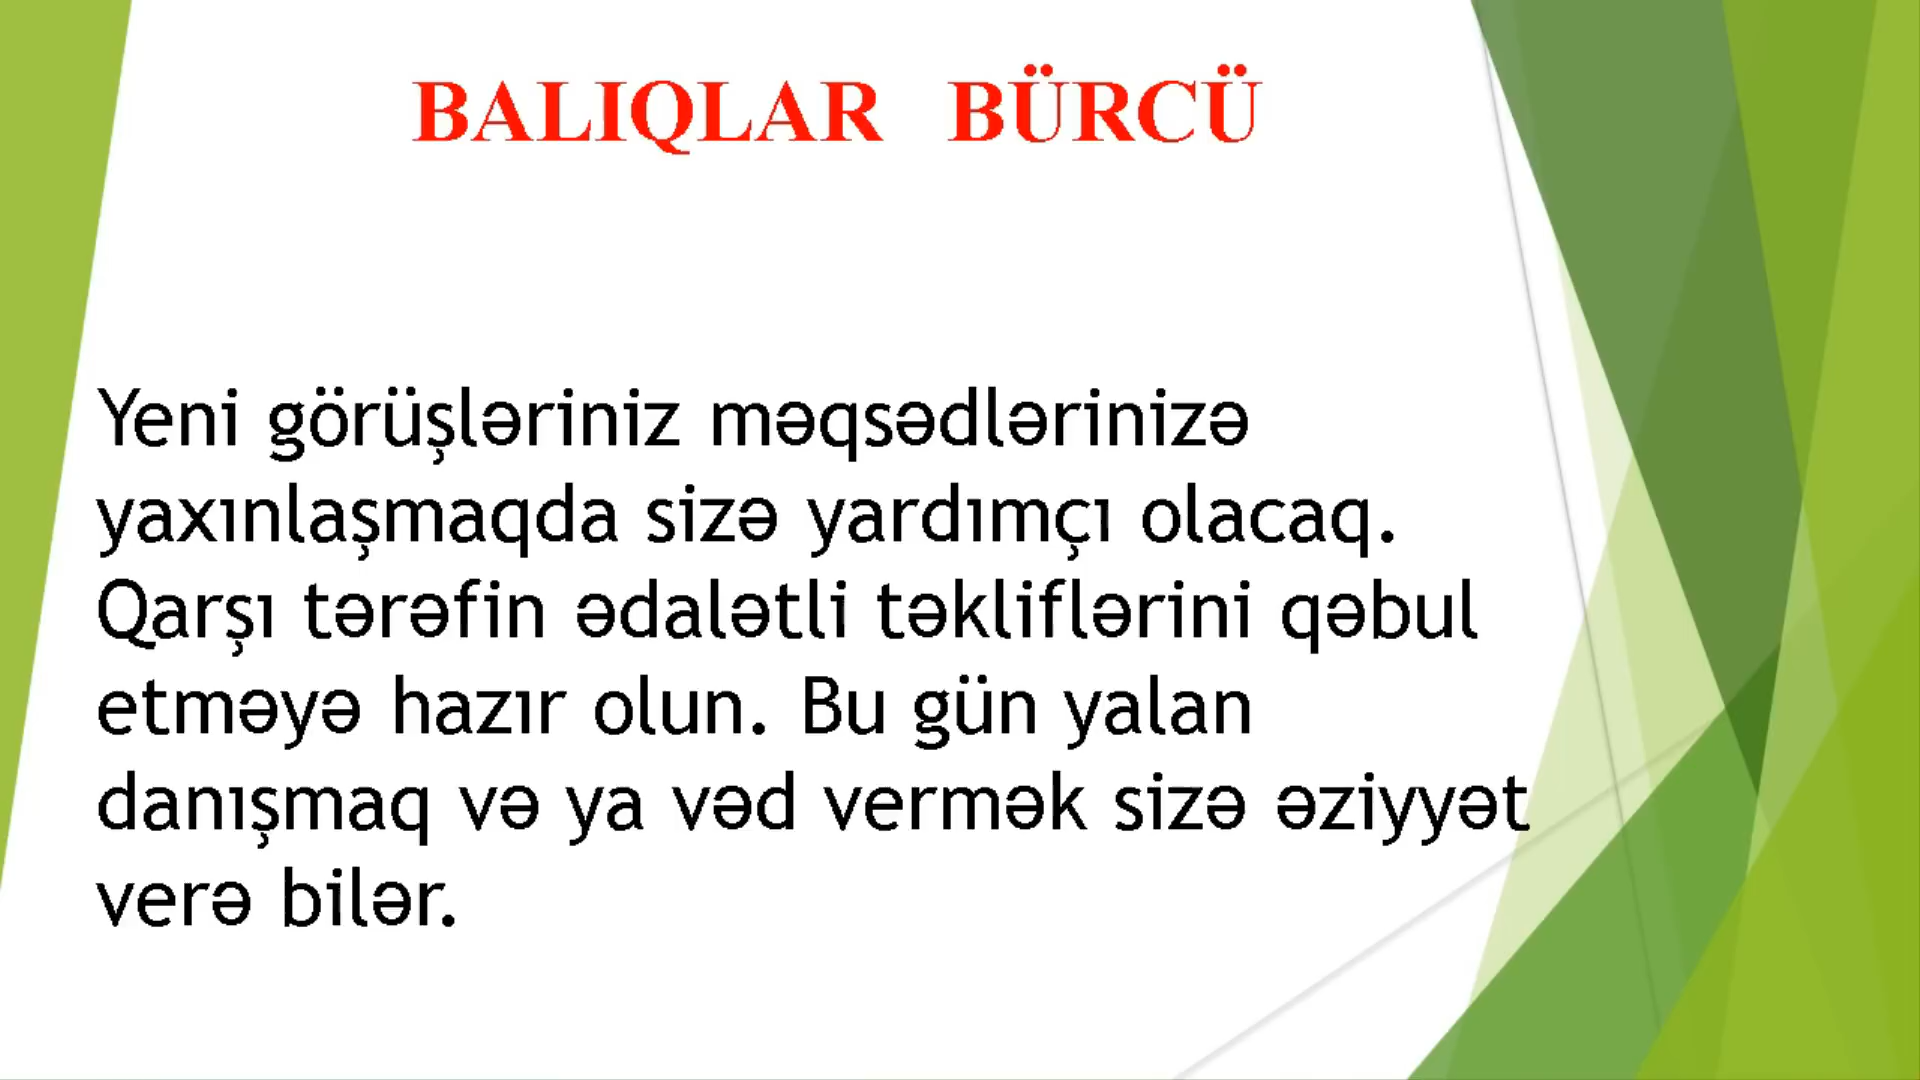 BALIQLAR BÜRCÜ
Yeni görüşləriniz məqsədlərinizə
yaxınlaşmaqda sizə yardımçı olacaq.
Qarşı tərəfin ədalətli təkliflərini qəbul
etməyə hazır olun. Bu gün yalan
danışmaq və ya vəd vermək sizə əziyyət
verə bilər.